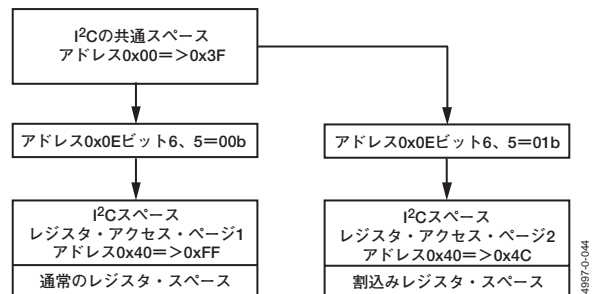 I²Cの共通スペース
アドレス0x00＝>0x3F
アドレス0x0Eビット6、5＝00b
アドレス0x0Eビット6、5＝01b
I²Cスペース
レジスタ・アクセス・ページ1
アドレス0x40＝>0xFF
通常のレジスタ・スペース
I²Cスペース
レジスタ・アクセス・ページ2
アドレス0x40＝>0x4C
割込みレジスタ・スペース
4997-0-044